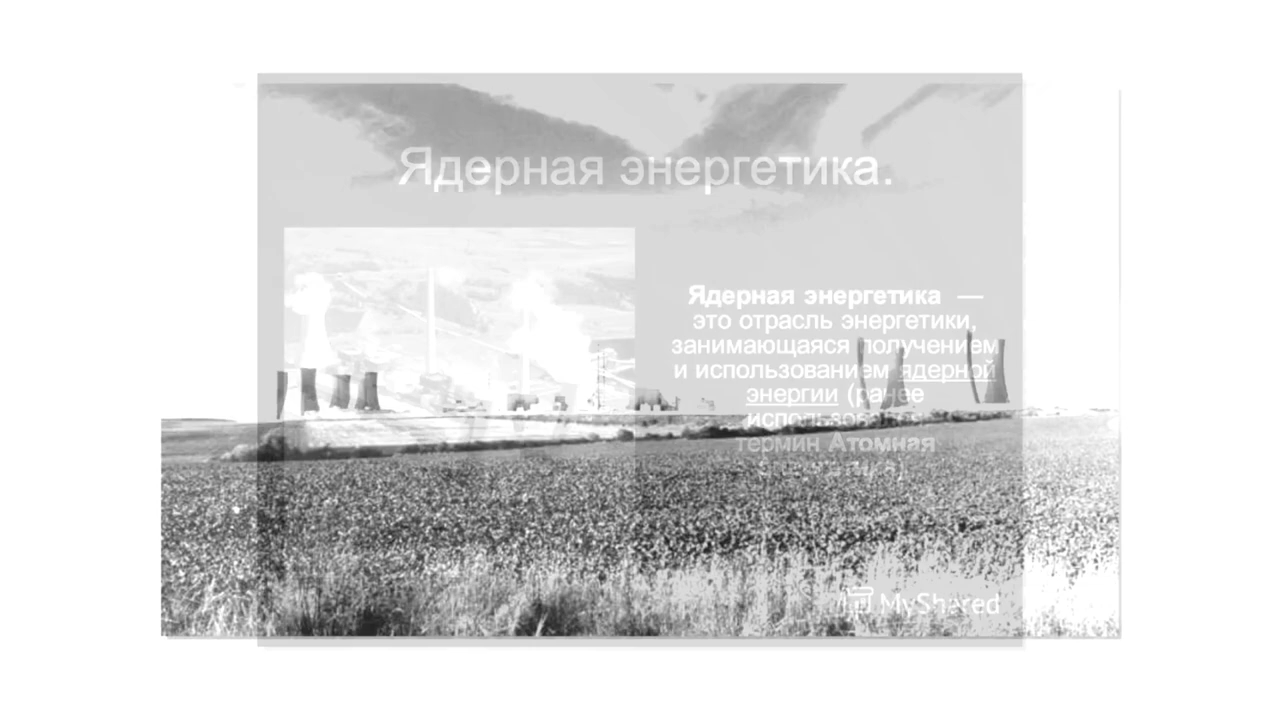 Ядерная энергетика.
Ядерная энергетика —
это отрасль энергетики,
занимающаяся получением
и использованием ядерной
энергии (ранее
термин Атомная
MyShared